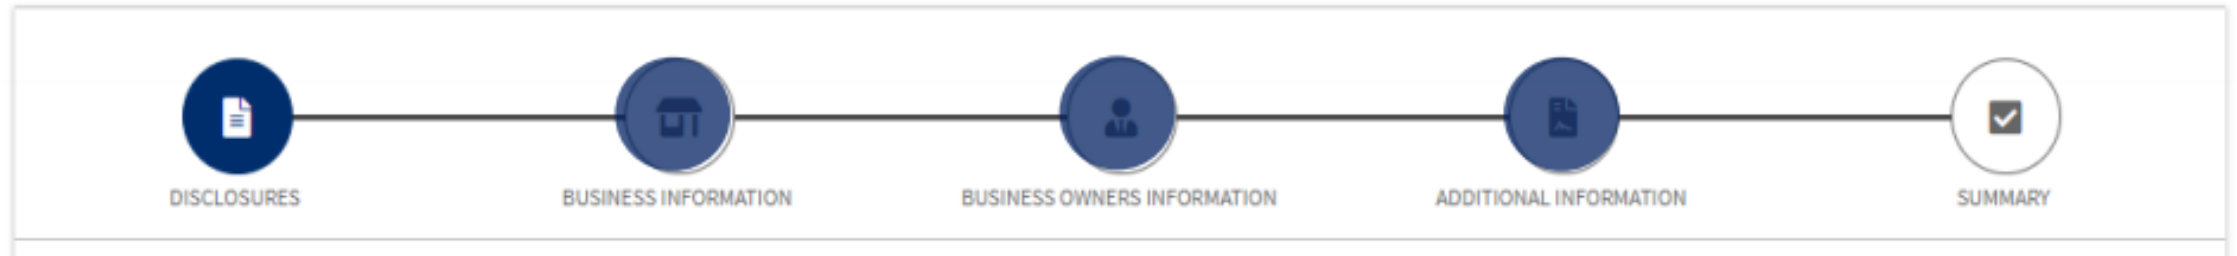 DISCLOSURES
BUSINESS INFORMATION
BUSINESS OWNERS INFORMATION
ADDITIONAL INFORMATION
SUMMARY